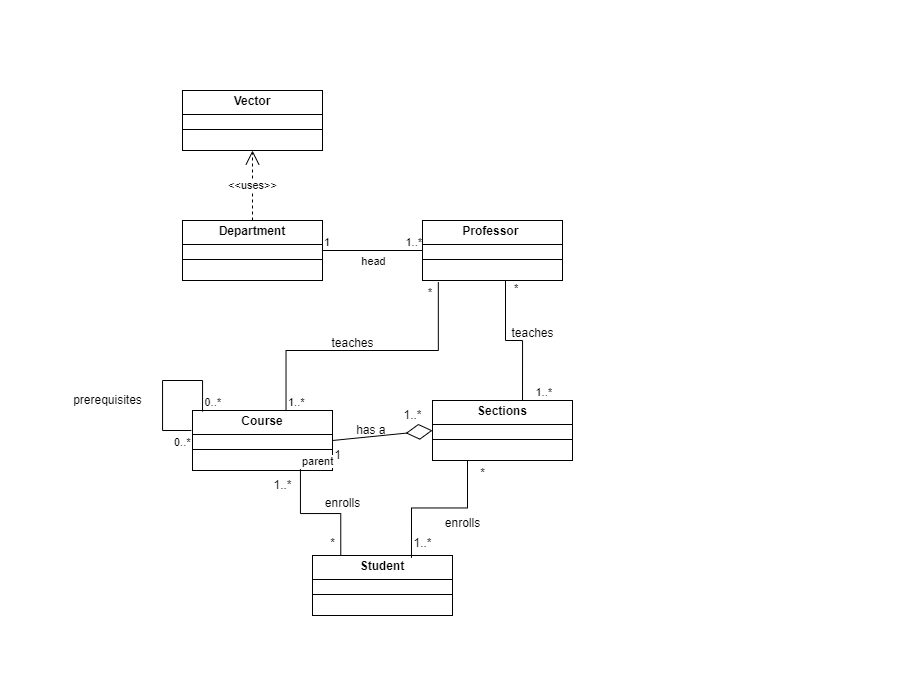 Vector
<<uses>>
Department
Professor
1
1..*
head
*
*
teaches
teaches
prerequisites
0..*
1..*
1..*
Course
Sections
1..*
has a
0..*
1
parent
*
1..*
enrolls
enrolls
*
1..*
Student